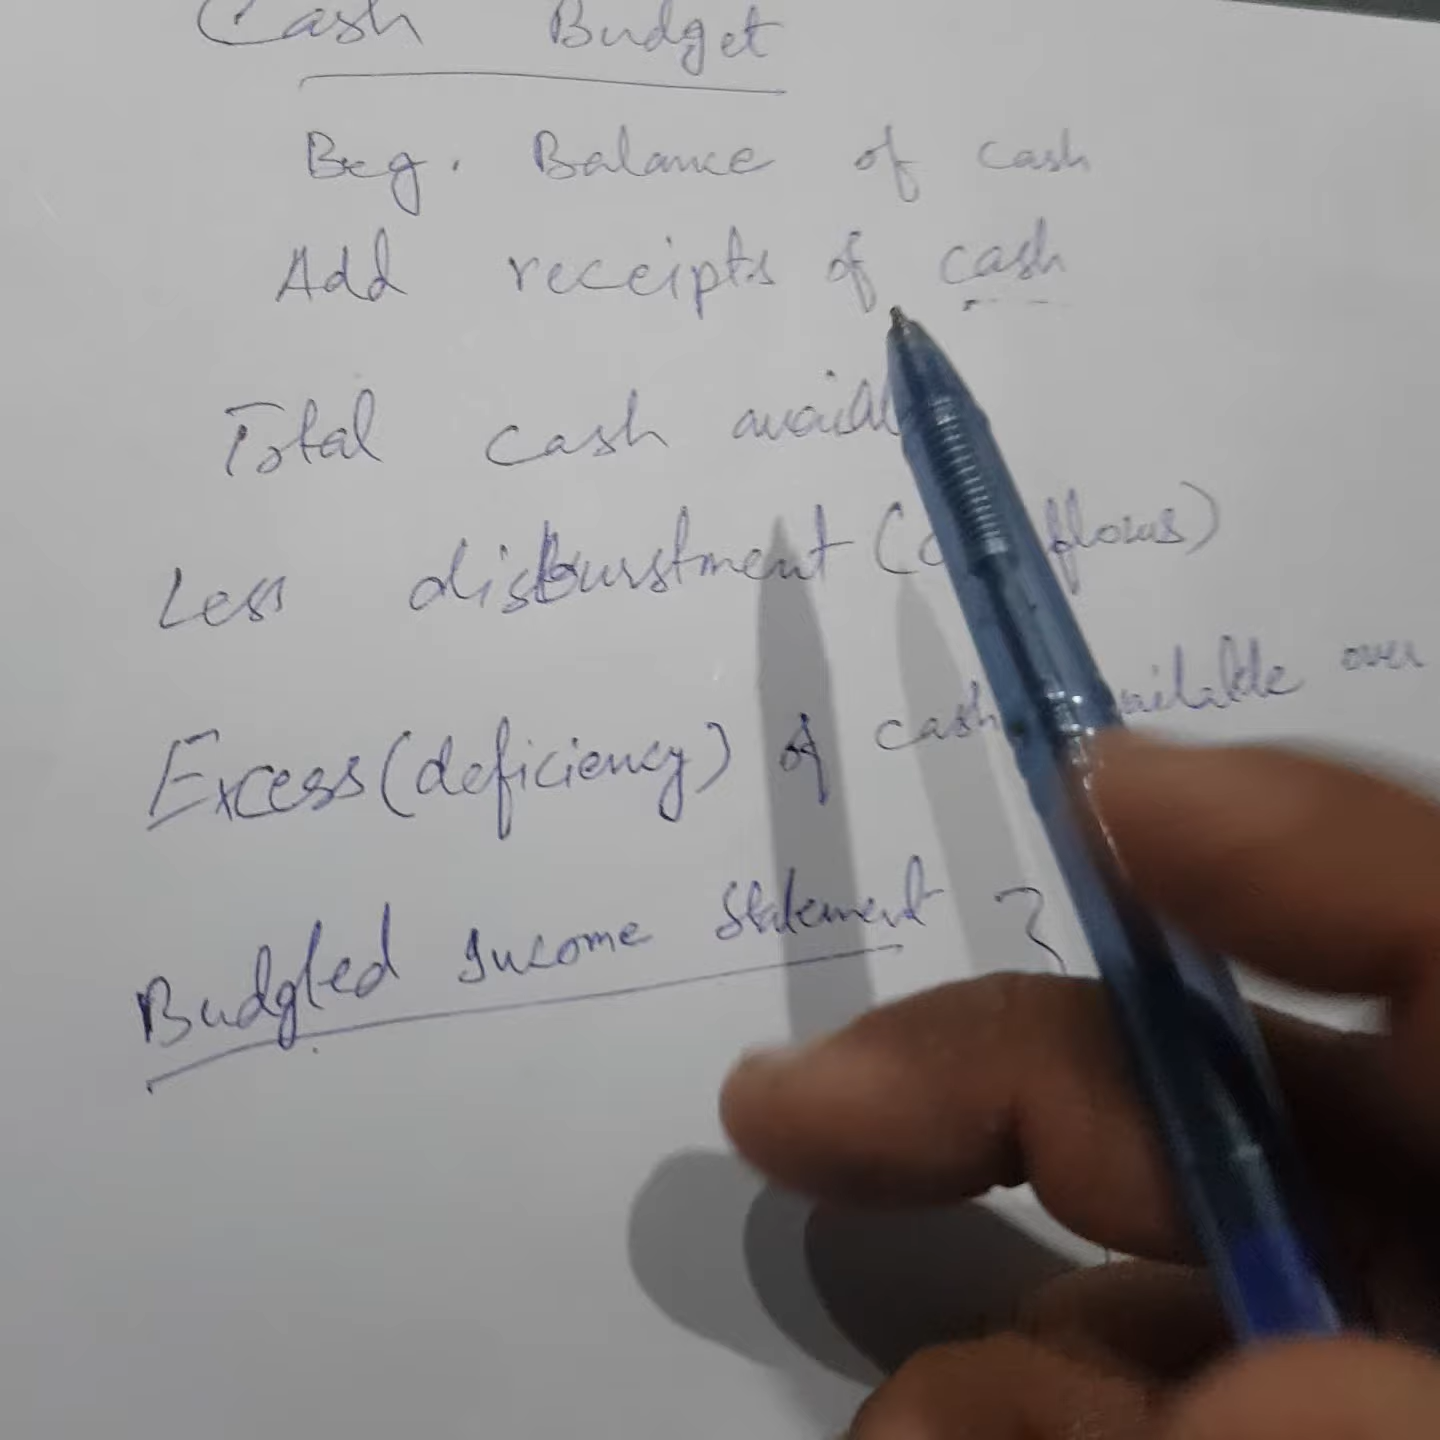 Cash Budget
Beg. Balance of cash
Add receipts of cash
Total cash
Less disburstment ( flows)
Excess (deficiency) of cash over
Budgted Income Statement